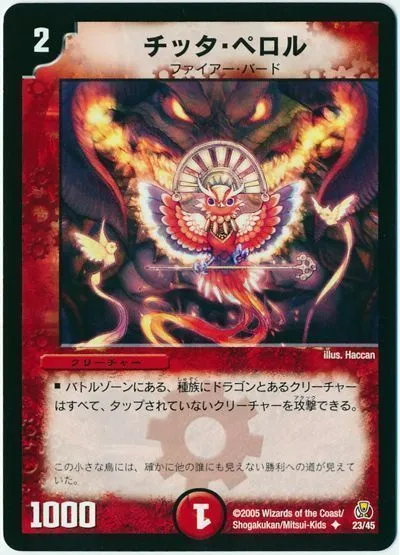 2
チッタ・ペロル
ファイアー・バード
illus. Haccan
クリーチャー
■ バトルゾーンにある、種族にドラゴンとあるクリーチャー
はすべて、タップされていないクリーチャーを攻撃できる。
この小さな鳥には、確かに他の誰にも見えない勝利への道が見えて
いた。
1000
1
©2005 Wizards of the Coast/
Shogakukan/Mitsui-Kids
23/45